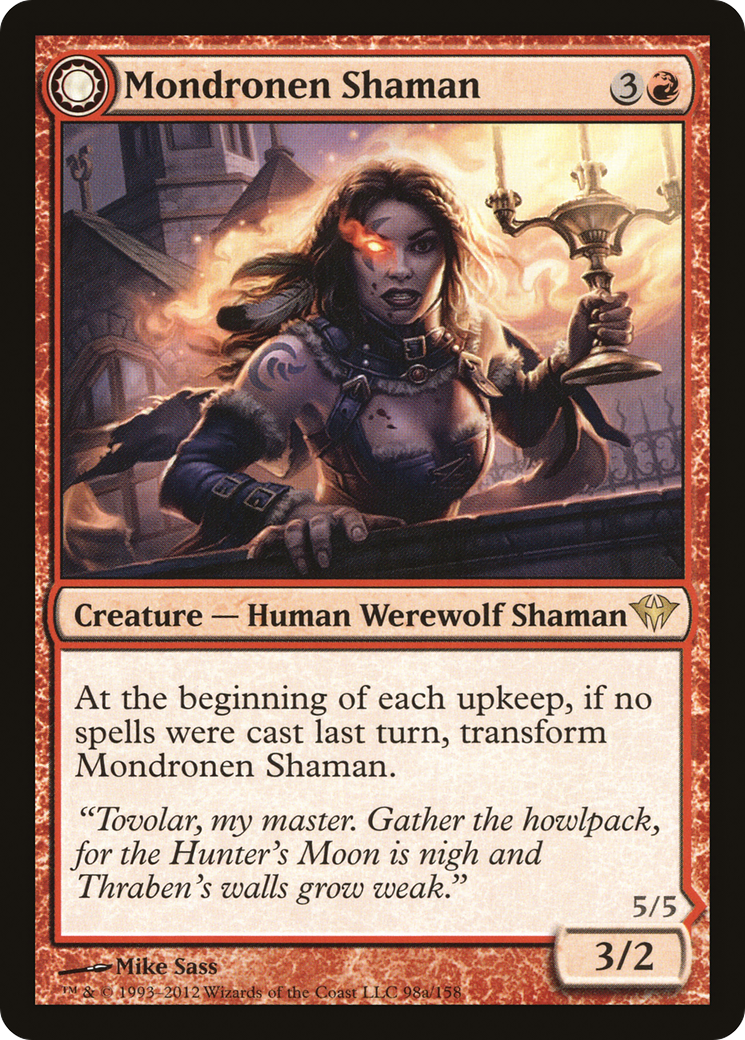 Mondronen Shaman 3
Creature — Human Werewolf Shaman
At the beginning of each upkeep, if no
spells were cast last turn, transform
Mondronen Shaman.
“Tovolar, my master. Gather the howlpack,
for the Hunter’s Moon is nigh and
Thraben’s walls grow weak.”
5/5
3/2
Mike Sass
™ & © 1993–2012 Wizards of the Coast LLC 98a/158